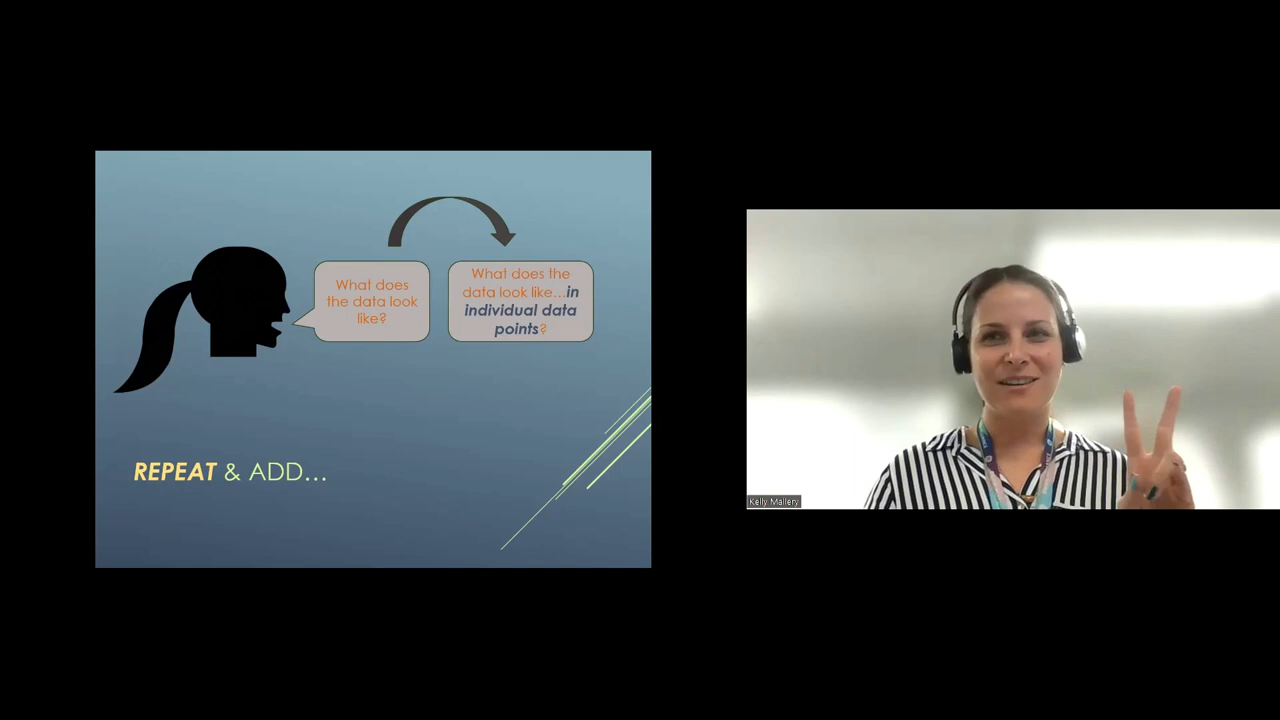 What does
the data look
like?
What does the
data look like...in
individual data
points?
REPEAT & ADD...
Kelly Mallery